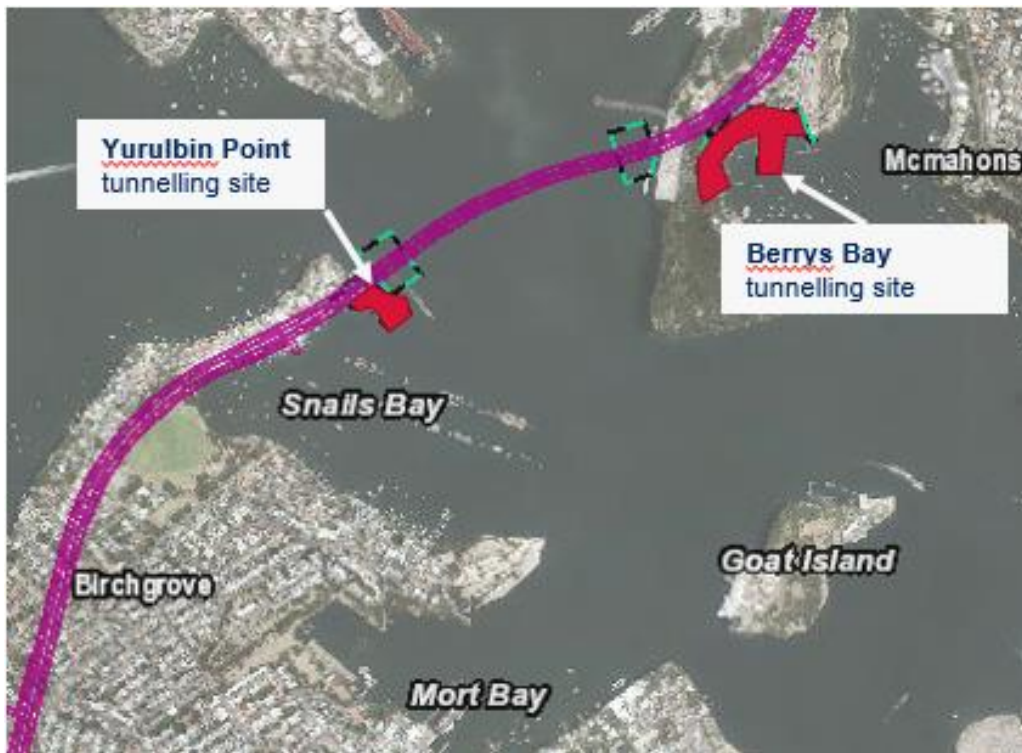 Yurulbin Point
tunnelling site
Mcmahons
Berrys Bay
tunnelling site
Snails Bay
Goat Island
Birchgrove
Mort Bay